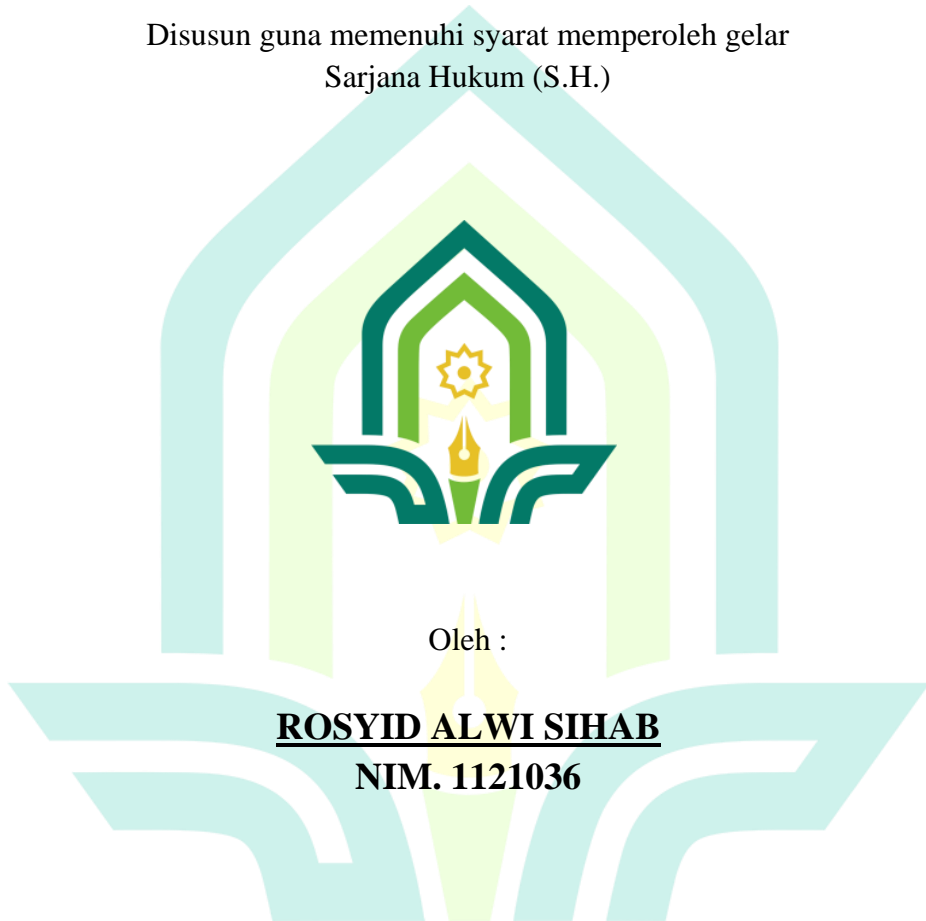 Disusun guna memenuhi syarat memperoleh gelar
Sarjana Hukum (S.H.)
Oleh :
ROSYID ALWI SIHAB
NIM. 1121036